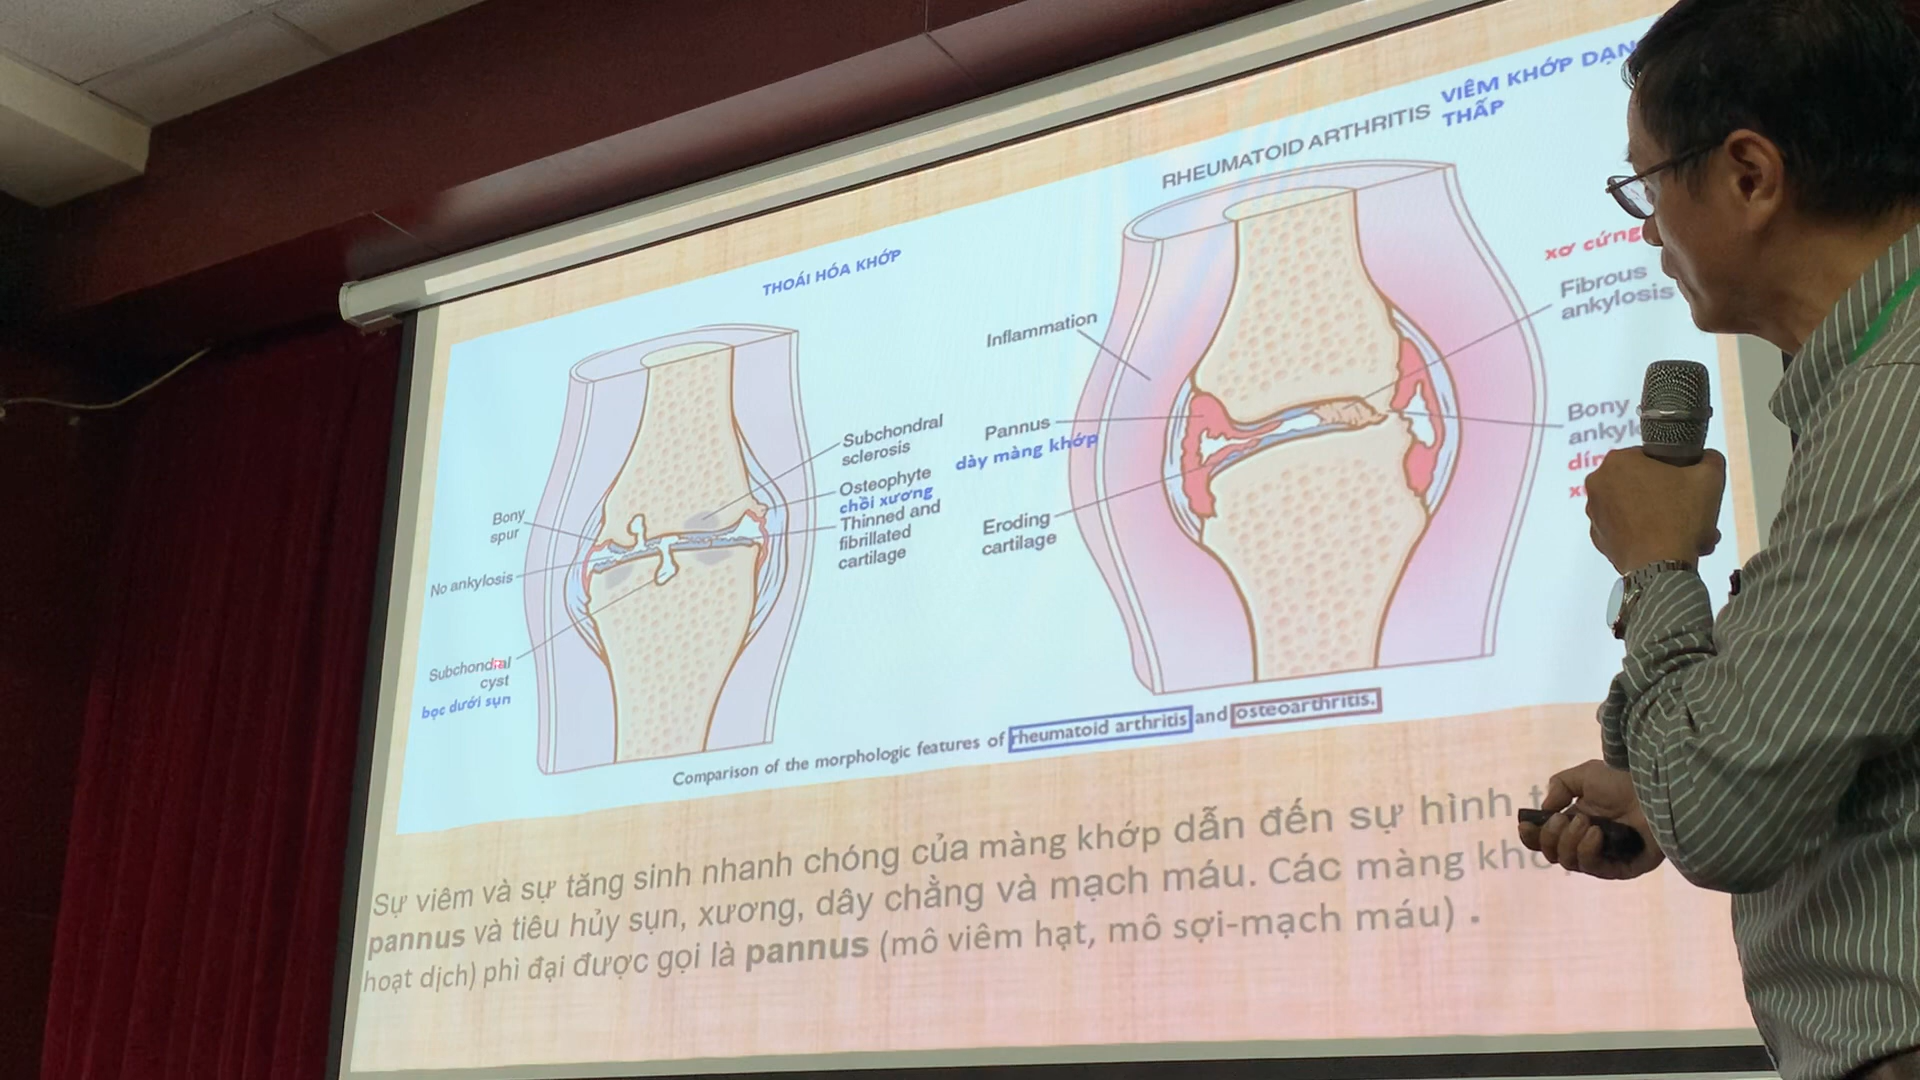 THOÁI HÓA KHỚP
Subchondral
sclerosis
Osteophyte
chồi xương
Thinned and
fibrillated
cartilage
Bony
spur
No ankylosis
Subchondral
cyst
bọc dưới sụn
RHEUMATOID ARTHRITIS
VIÊM KHỚP
THẤP
Inflammation
Pannus
dày màng khớp
Eroding
cartilage
xơ cứng
Fibrous
ankylosis
Bony
Comparison of the morphologic features of rheumatoid arthritis and osteoarthritis.
Sự viêm và sự tăng sinh nhanh chóng của màng khớp dẫn đến sự hình
pannus và tiêu hủy sụn, xương, dây chằng và mạch máu. Các màng
hoạt dịch) phì đại được gọi là pannus (mô viêm hạt, mô sợi-mạch máu) .